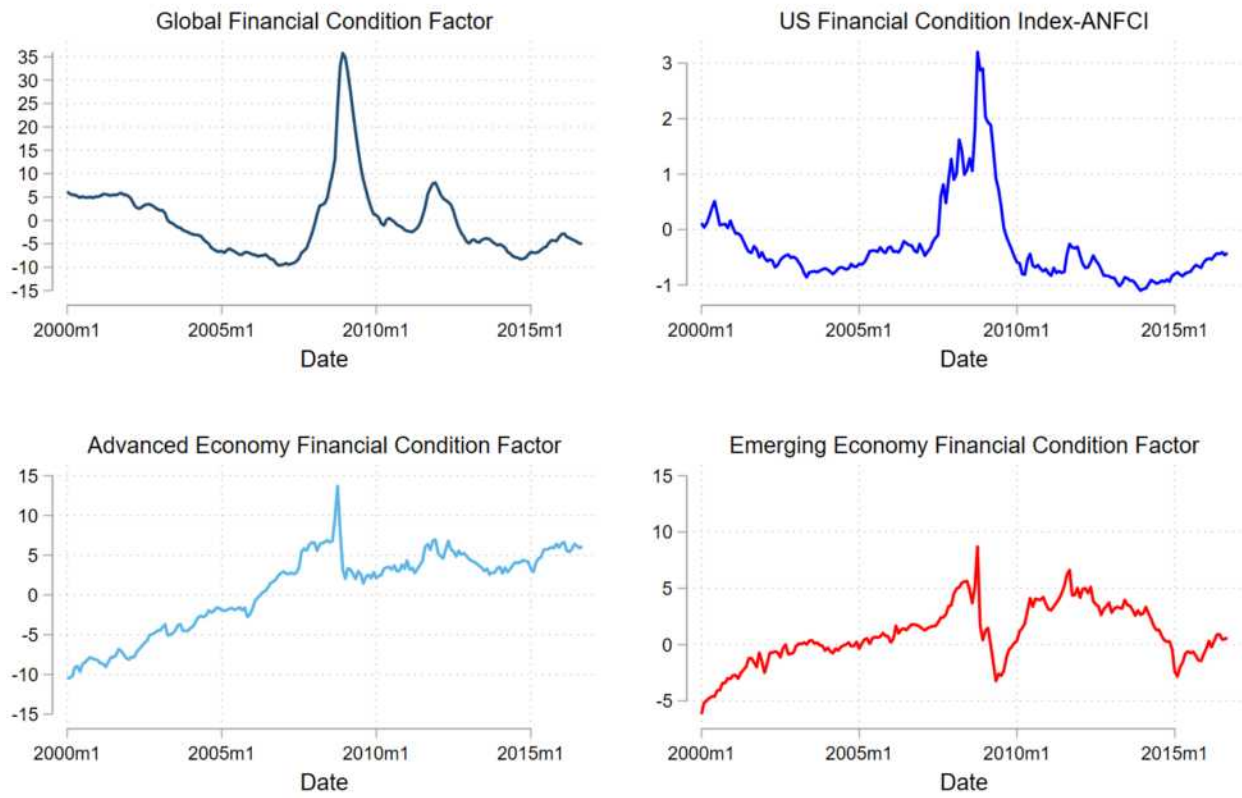 Global Financial Condition Factor
35
30
25
20
15
10
5
0
-5
-10
-15
2000m1 2005m1 2010m1 2015m1
Date
US Financial Condition Index-ANFCI
3
2
1
0
-1
2000m1 2005m1 2010m1 2015m1
Date
Advanced Economy Financial Condition Factor
15
10
5
0
-5
-10
-15
2000m1 2005m1 2010m1 2015m1
Date
Emerging Economy Financial Condition Factor
15
10
5
0
-5
2000m1 2005m1 2010m1 2015m1
Date